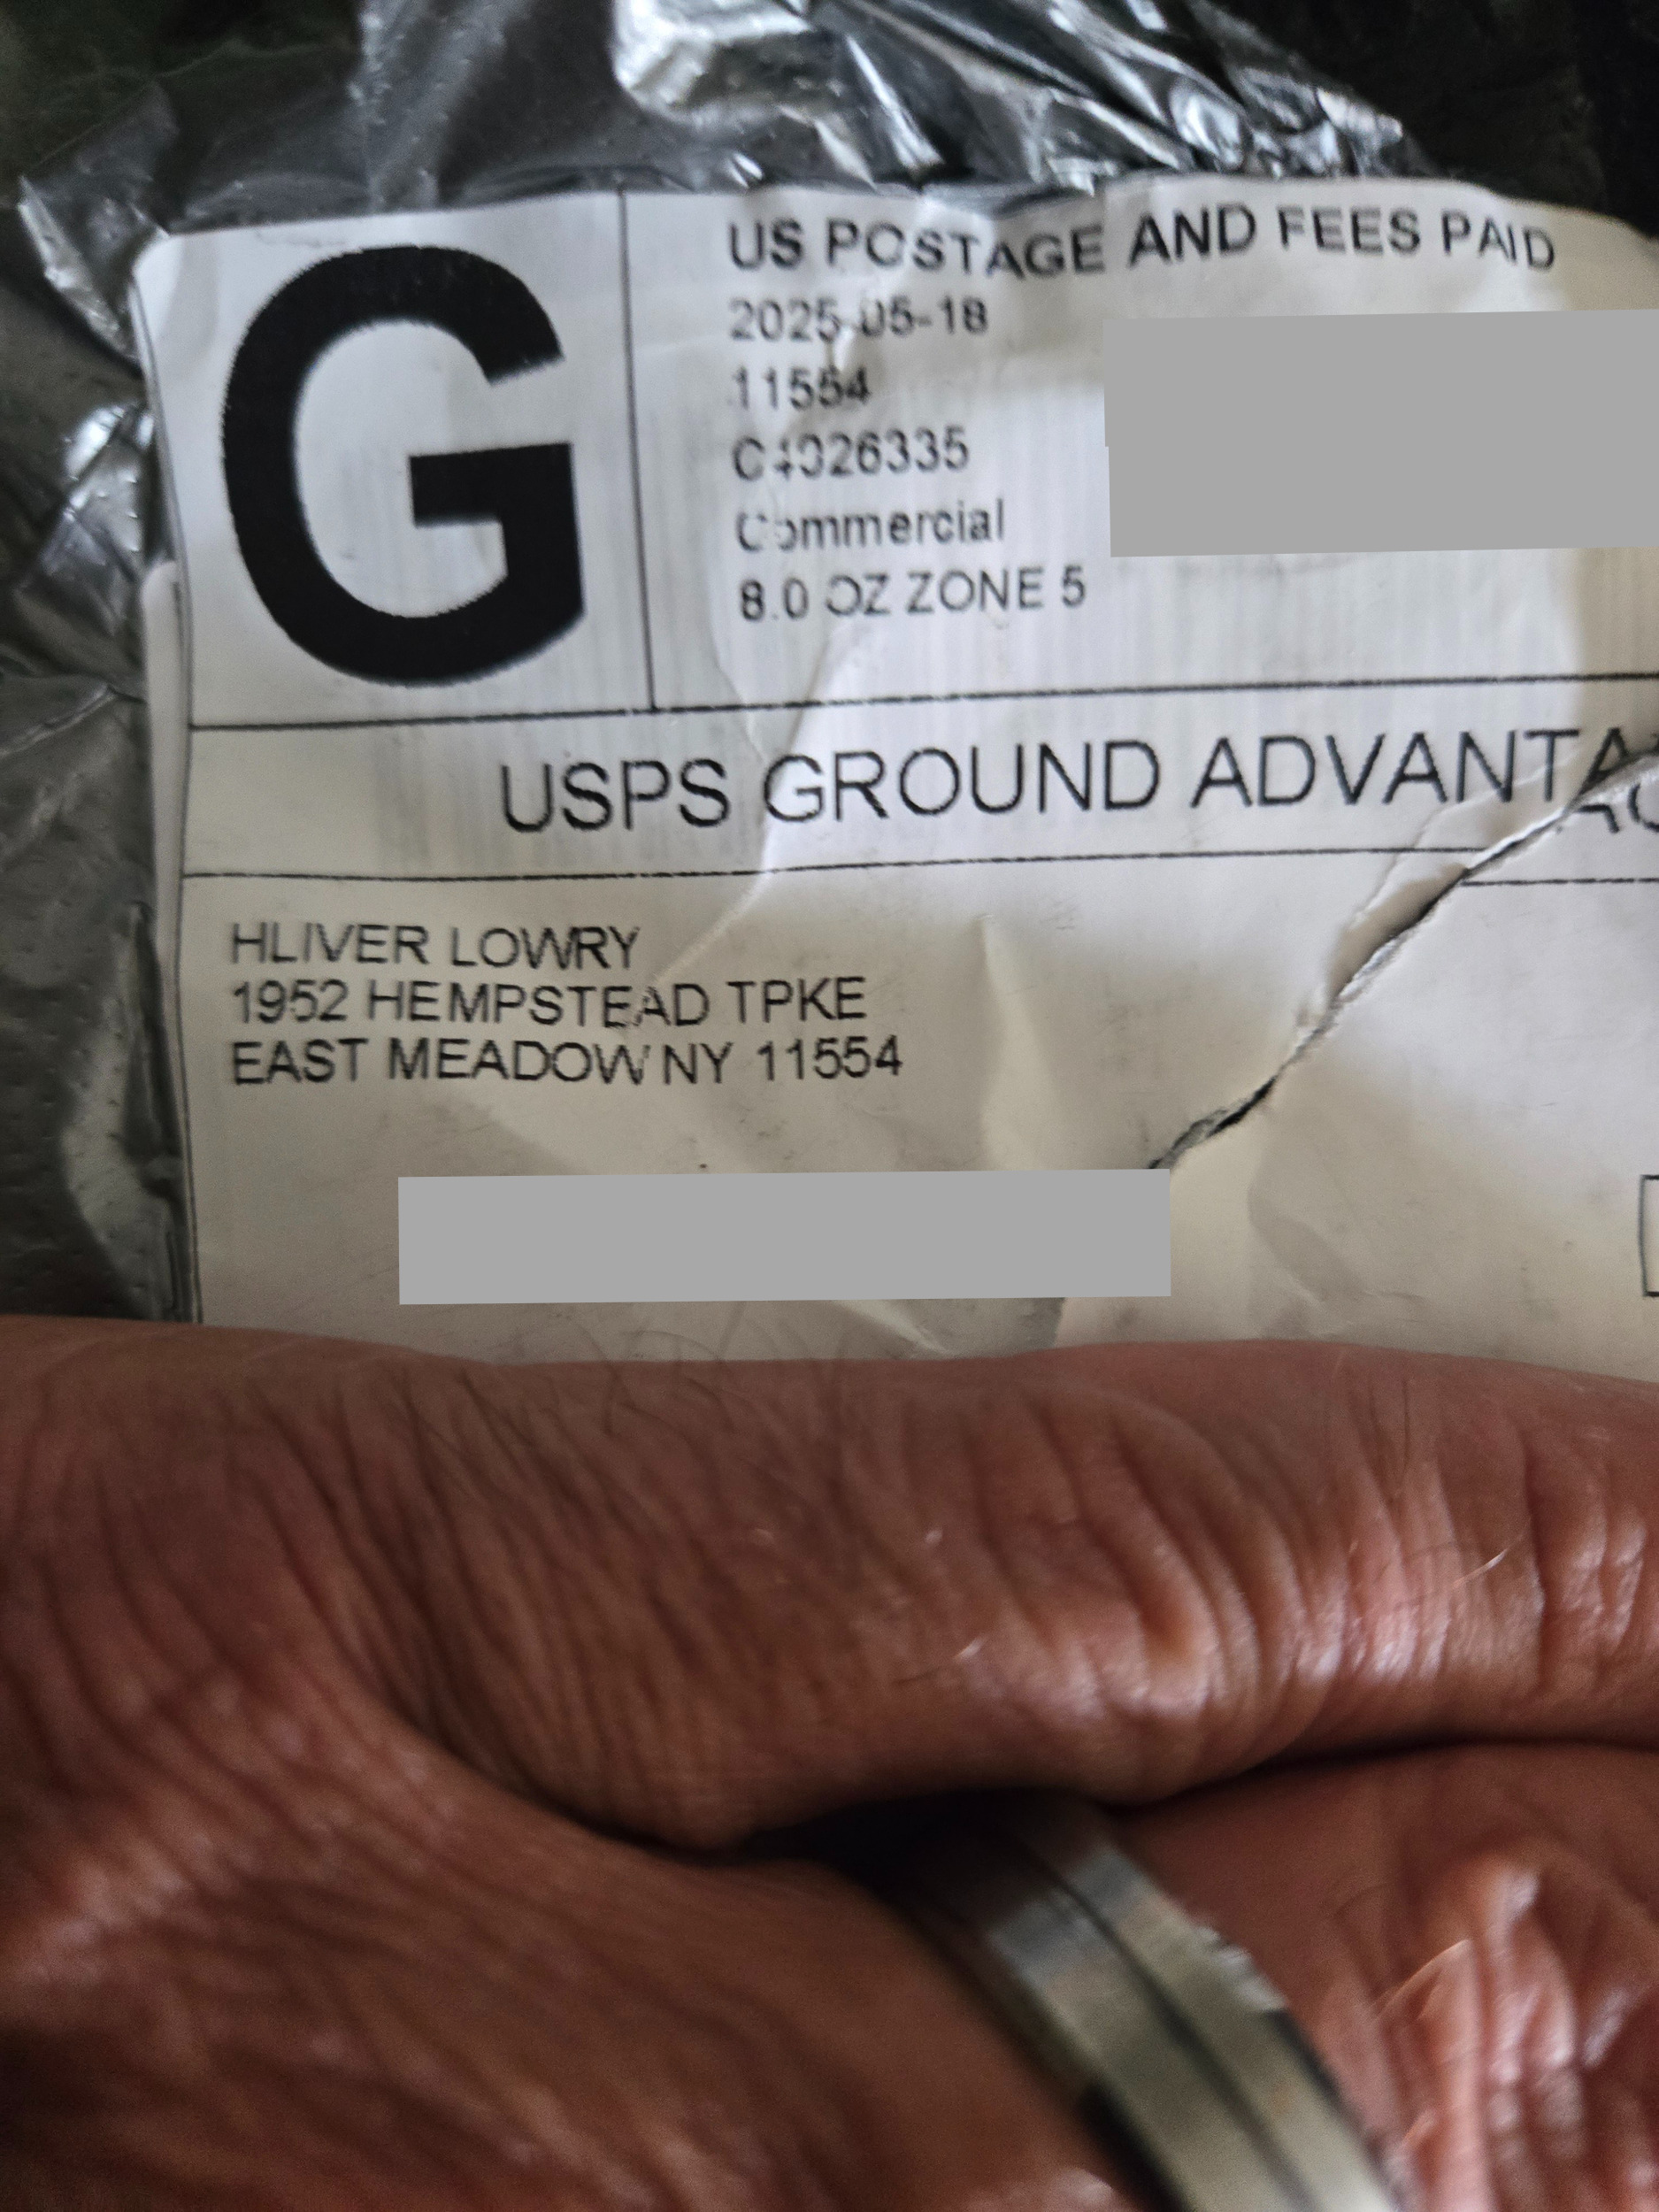 G
US POSTAGE AND FEES PAID
2025-05-18
11554
C4026335
Commercial
8.0 OZ ZONE 5
USPS GROUND
HLIVER LOWRY
1952 HEMPSTEAD TPKE
EAST MEADOW NY 11554